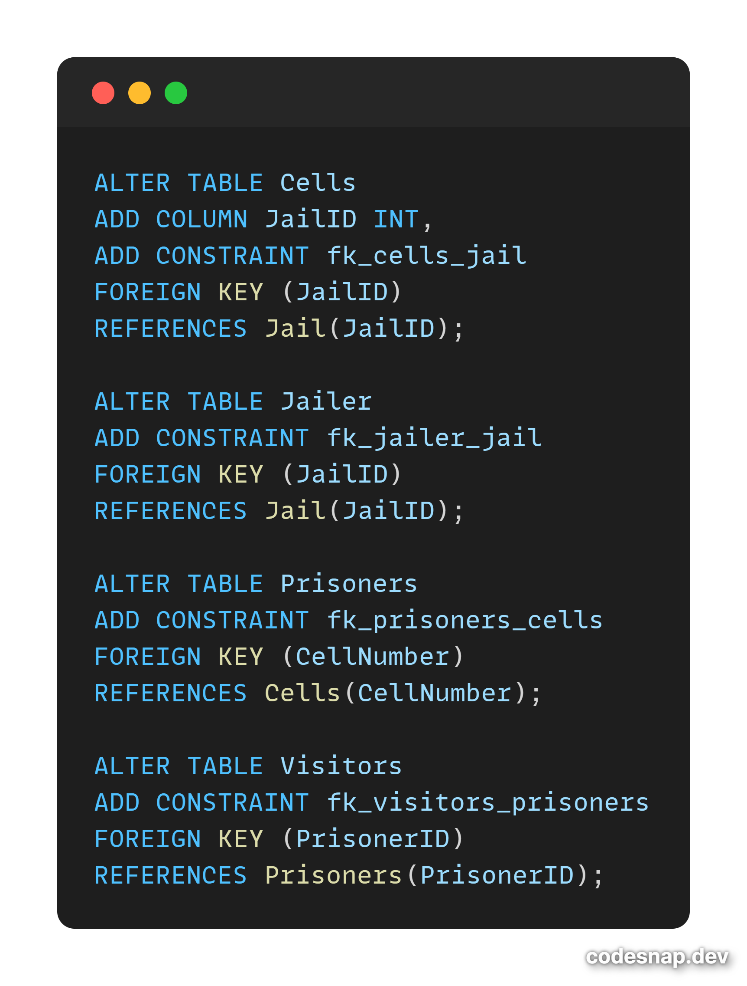 ALTER TABLE Cells
ADD COLUMN JailID INT,
ADD CONSTRAINT fk_cells_jail
FOREIGN KEY (JailID)
REFERENCES Jail(JailID);

ALTER TABLE Jailer
ADD CONSTRAINT fk_jailer_jail
FOREIGN KEY (JailID)
REFERENCES Jail(JailID);

ALTER TABLE Prisoners
ADD CONSTRAINT fk_prisoners_cells
FOREIGN KEY (CellNumber)
REFERENCES Cells(CellNumber);

ALTER TABLE Visitors
ADD CONSTRAINT fk_visitors_prisoners
FOREIGN KEY (PrisonerID)
REFERENCES Prisoners(PrisonerID);
codesnap.dev